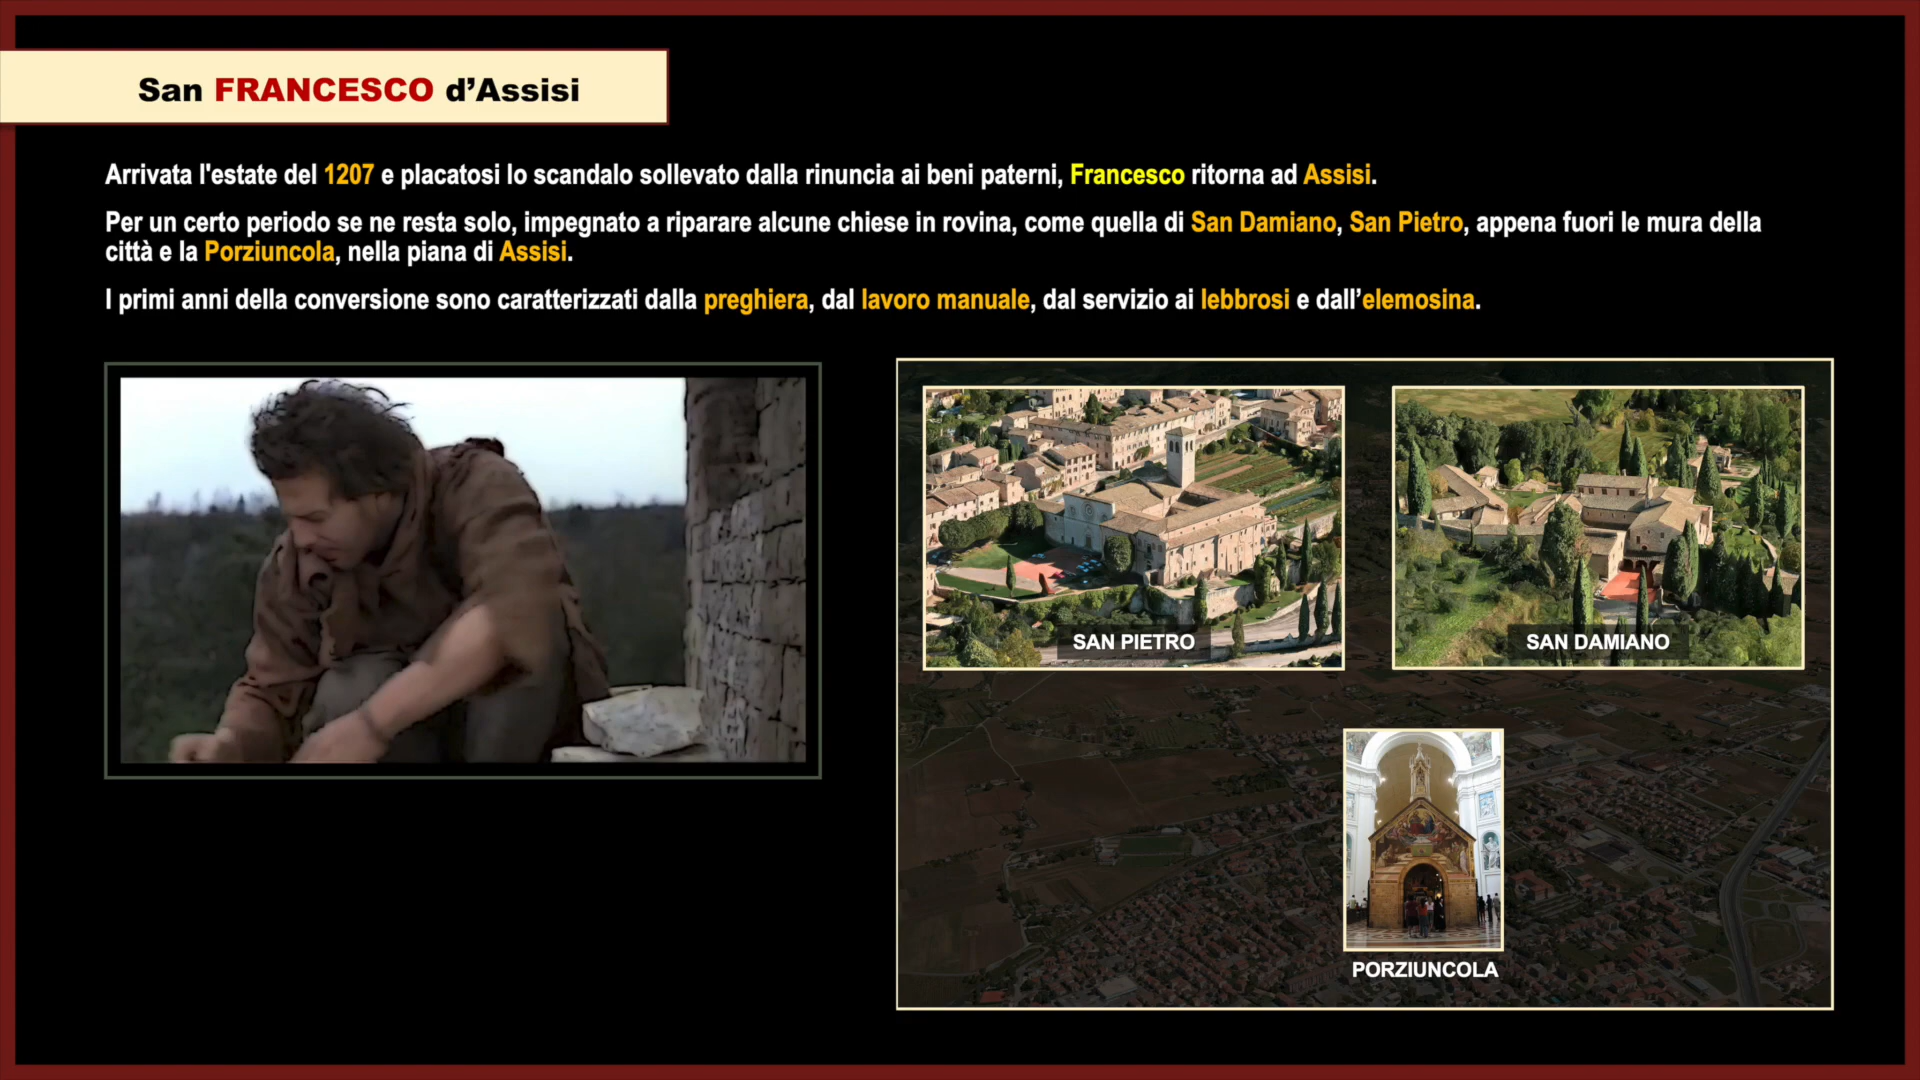 San FRANCESCO d’Assisi
Arrivata l'estate del 1207 e placatosi lo scandalo sollevato dalla rinuncia ai beni paterni, Francesco ritorna ad Assisi.
Per un certo periodo se ne resta solo, impegnato a riparare alcune chiese in rovina, come quella di San Damiano, San Pietro, appena fuori le mura della
città e la Porziuncola, nella piana di Assisi.
I primi anni della conversione sono caratterizzati dalla preghiera, dal lavoro manuale, dal servizio ai lebbrosi e dall’elemosina.
SAN PIETRO
SAN DAMIANO
PORZIUNCOLA